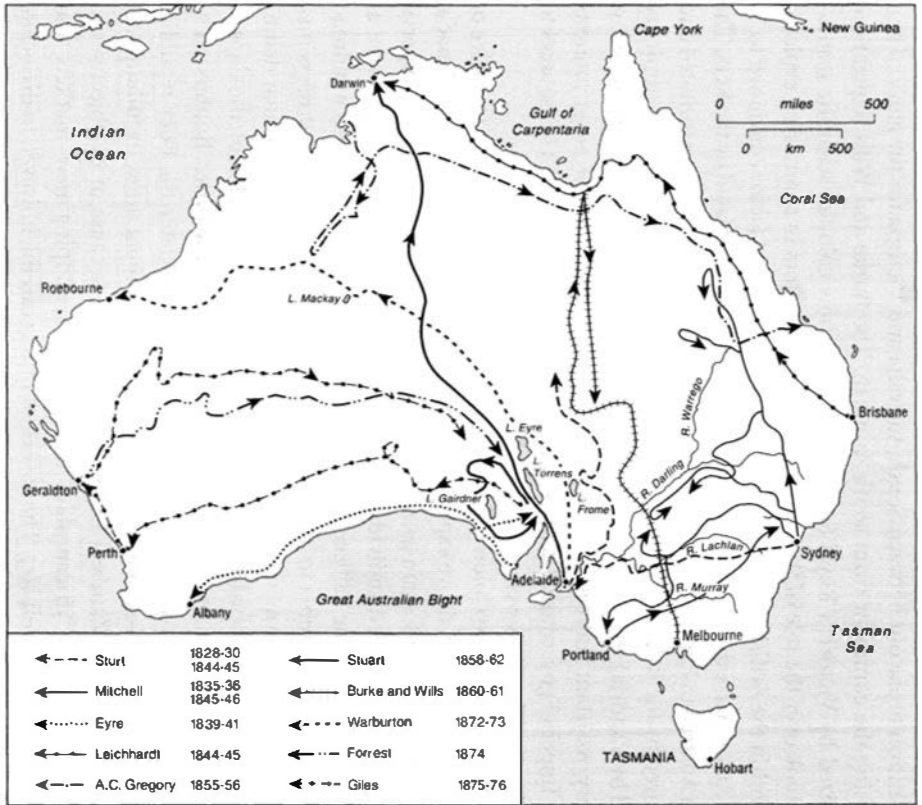 New Guinea
Cape York
Darwin
0 miles 500
0 km 500
Gulf of
Carpentaria
Indian
Ocean
Coral Sea
Roebourne
L. Mackay
R. Warrego
Brisbane
L. Eyre
L.
Torrens
R. Darling
Geraldton
L. Gairdner
L.
Frome
Perth
R. Lachlan
Sydney
Adelaide
R. Murray
Albany
Great Australian Bight
Portland
Melbourne
Tasman
Sea
TASMANIA
Hobart
Sturt 1828-30
1844-45
Mitchell 1835-36
1845-46
Eyre 1839-41
Leichhardt 1844-45
A.C. Gregory 1855-56
Stuart 1858-62
Burke and Wills 1860-61
Warburton 1872-73
Forrest 1874
Giles 1875-76